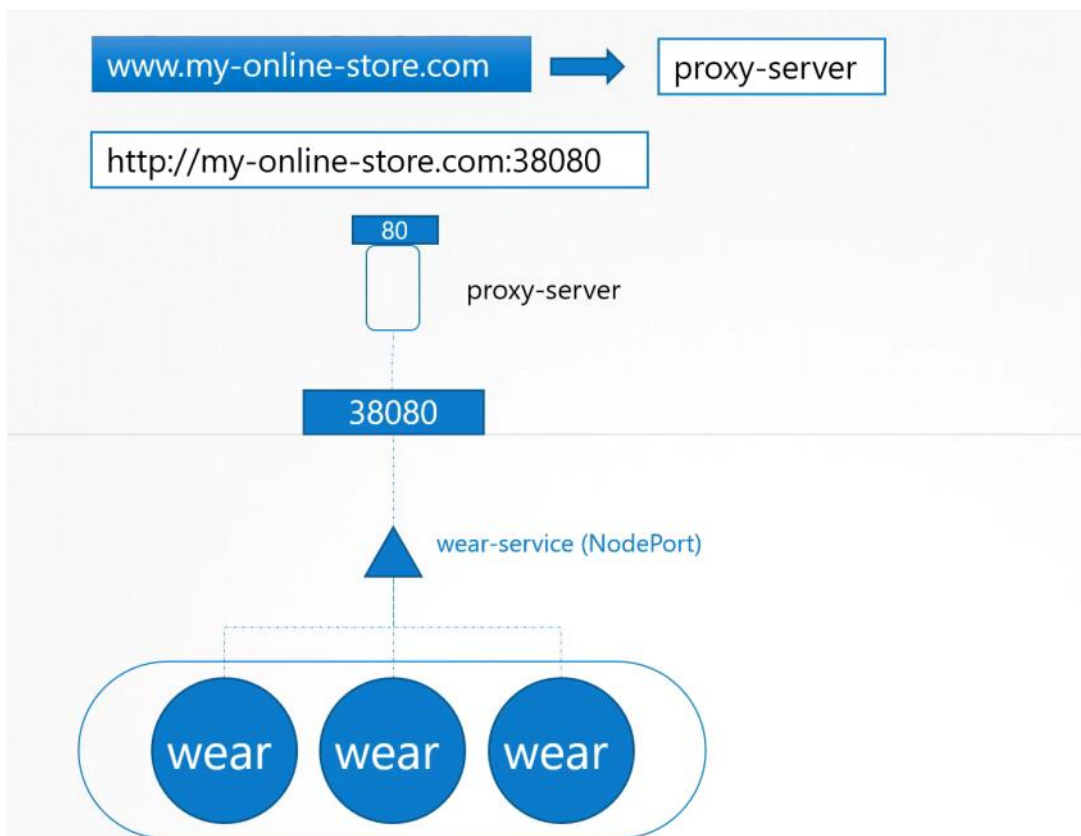 www.my-online-store.com
proxy-server
http://my-online-store.com:38080
80
proxy-server
38080
wear-service (NodePort)
wear
wear
wear